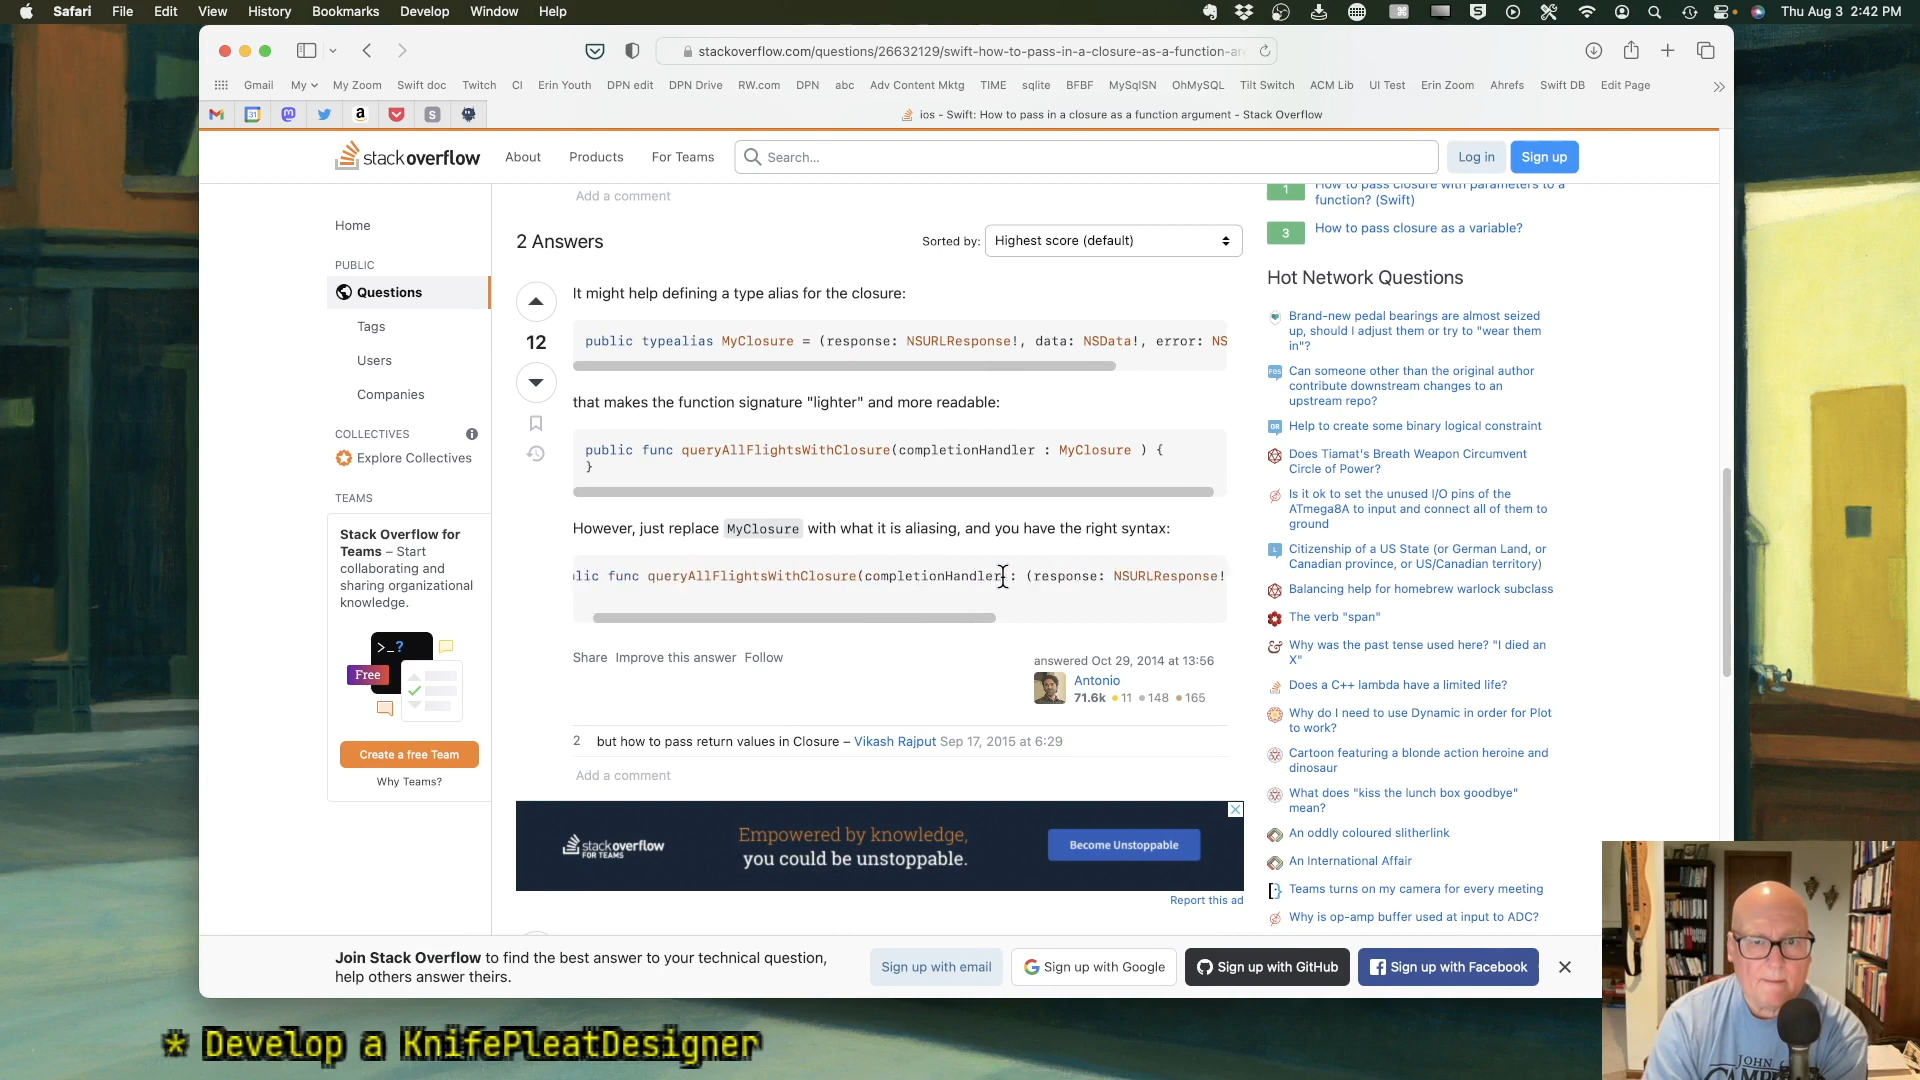 Safari File Edit View History Bookmarks Develop Window Help
Thu Aug 3 2:42 PM
stackoverflow.com/questions/26632129/swift-how-to-pass-in-a-closure-as-a-function-ar
Gmail My My Zoom Swift doc Twitch CI Erin Youth DPN edit DPN Drive RW.com DPN abc Adv Content Mktg TIME sqlite BFBF MySqlSN OhMySQL Tilt Switch ACM Lib UI Test Erin Zoom Ahrefs Swift DB Edit Page
ios - Swift: How to pass in a closure as a function argument - Stack Overflow
stackoverflow
About Products For Teams
Search...
Log in
Sign up
Home
PUBLIC
Questions
Tags
Users
Companies
COLLECTIVES
Explore Collectives
TEAMS
Stack Overflow for
Teams – Start
collaborating and
sharing organizational
knowledge.
>_?
Free
Create a free Team
Why Teams?
Add a comment
2 Answers
Sorted by:
Highest score (default)
12
It might help defining a type alias for the closure:
public typealias MyClosure = (response: NSURLResponse!, data: NSData!, error: NS
that makes the function signature "lighter" and more readable:
public func queryAllFlightsWithClosure(completionHandler : MyClosure ) {
}
However, just replace MyClosure with what it is aliasing, and you have the right syntax:
lic func queryAllFlightsWithClosure(completionHandler : (response: NSURLResponse!
Share Improve this answer Follow
answered Oct 29, 2014 at 13:56
Antonio
71.6k 11 148 165
2 but how to pass return values in Closure – Vikash Rajput Sep 17, 2015 at 6:29
Add a comment
stackoverflow
FOR TEAMS
Empowered by knowledge,
you could be unstoppable.
Become Unstoppable
Report this ad
1 How to pass closure with parameters to a
function? (Swift)
3 How to pass closure as a variable?
Hot Network Questions
Brand-new pedal bearings are almost seized
up, should I adjust them or try to "wear them
in"?
Can someone other than the original author
contribute downstream changes to an
upstream repo?
Help to create some binary logical constraint
Does Tiamat's Breath Weapon Circumvent
Circle of Power?
Is it ok to set the unused I/O pins of the
ATmega8A to input and connect all of them to
ground
Citizenship of a US State (or German Land, or
Canadian province, or US/Canadian territory)
Balancing help for homebrew warlock subclass
The verb "span"
Why was the past tense used here? "I died an
X"
Does a C++ lambda have a limited life?
Why do I need to use Dynamic in order for Plot
to work?
Cartoon featuring a blonde action heroine and
dinosaur
What does "kiss the lunch box goodbye"
mean?
An oddly coloured slitherlink
An International Affair
Teams turns on my camera for every meeting
Why is op-amp buffer used at input to ADC?
Join Stack Overflow to find the best answer to your technical question,
help others answer theirs.
Sign up with email
Sign up with Google
Sign up with GitHub
Sign up with Facebook
* Develop a KnifePleatDesigner
JOHN